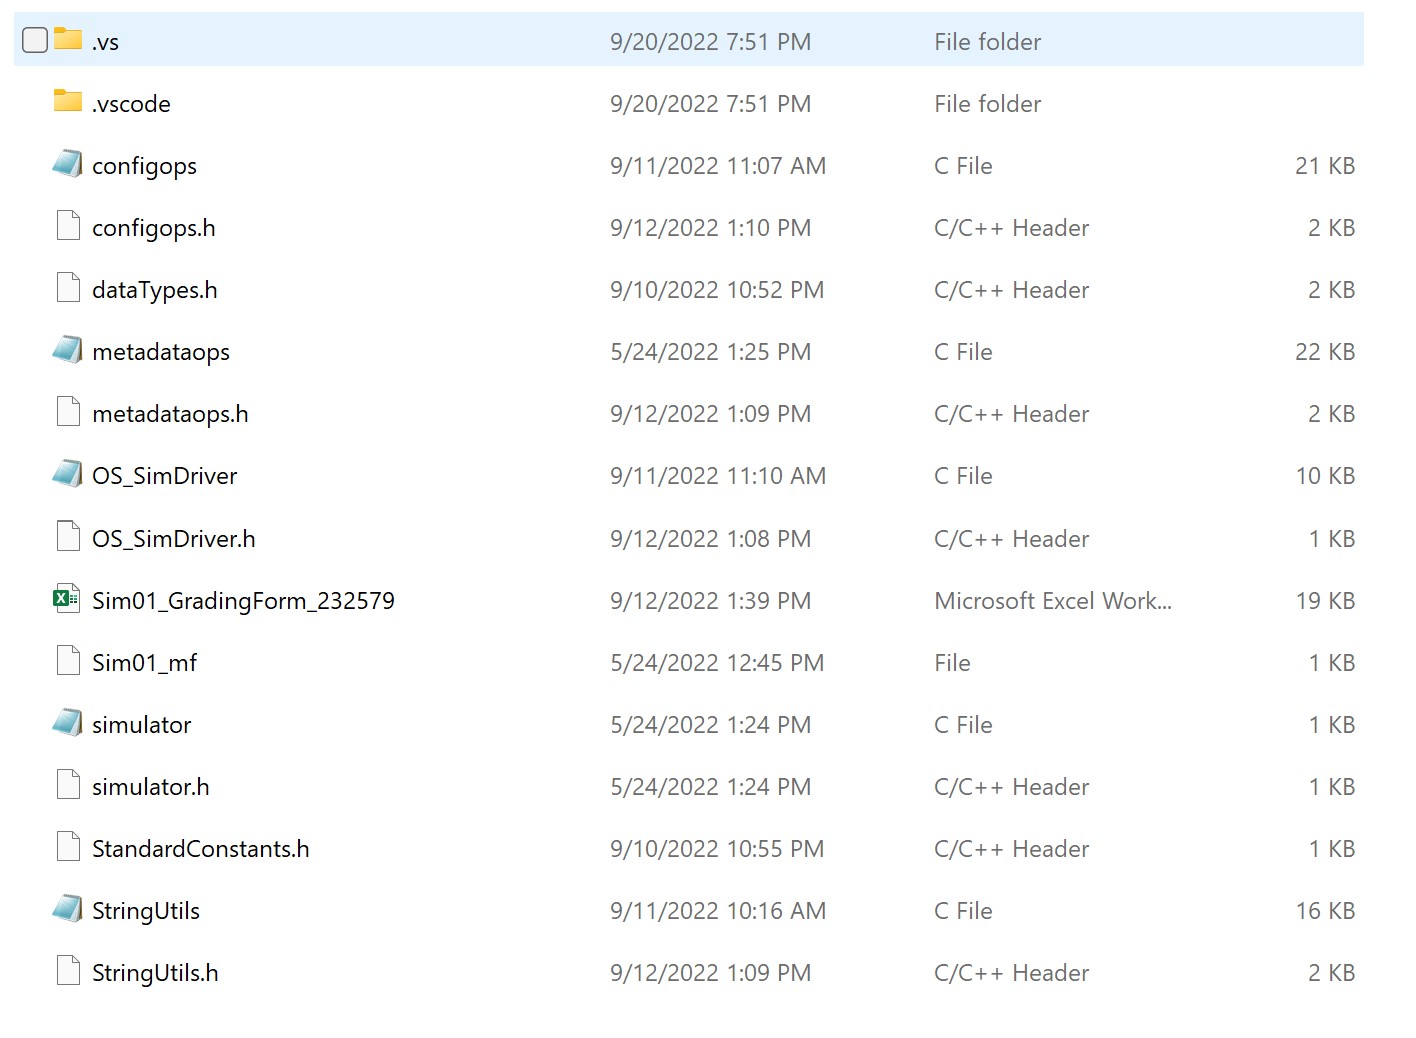 .vs 9/20/2022 7:51 PM File folder
.vscode 9/20/2022 7:51 PM File folder
configops 9/11/2022 11:07 AM C File 21 KB
configops.h 9/12/2022 1:10 PM C/C++ Header 2 KB
dataTypes.h 9/10/2022 10:52 PM C/C++ Header 2 KB
metadataops 5/24/2022 1:25 PM C File 22 KB
metadataops.h 9/12/2022 1:09 PM C/C++ Header 2 KB
OS_SimDriver 9/11/2022 11:10 AM C File 10 KB
OS_SimDriver.h 9/12/2022 1:08 PM C/C++ Header 1 KB
Sim01_GradingForm_232579 9/12/2022 1:39 PM Microsoft Excel Work... 19 KB
Sim01_mf 5/24/2022 12:45 PM File 1 KB
simulator 5/24/2022 1:24 PM C File 1 KB
simulator.h 5/24/2022 1:24 PM C/C++ Header 1 KB
StandardConstants.h 9/10/2022 10:55 PM C/C++ Header 1 KB
StringUtils 9/11/2022 10:16 AM C File 16 KB
StringUtils.h 9/12/2022 1:09 PM C/C++ Header 2 KB